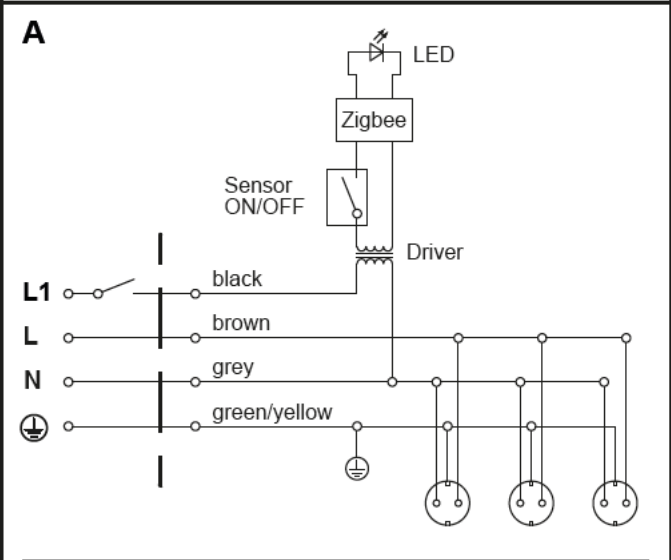 A
LED
Zigbee
Sensor
ON/OFF
Driver
L1
black
L
brown
N
grey
green/yellow